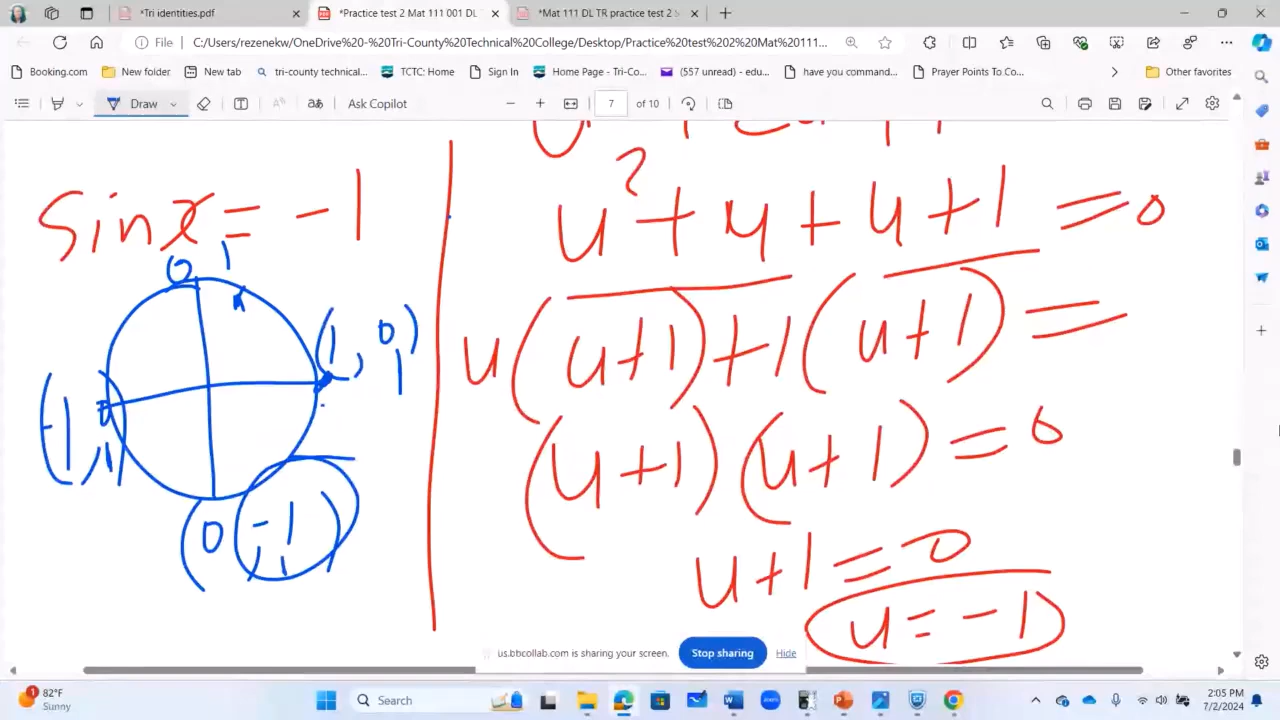 *Tri identities.pdf
*Practice test 2 Mat 111 001 DL
*Mat 111 DL TR practice test 2
File
C:/Users/rezenekw/OneDrive%20-%20Tri-County%20Technical%20College/Desktop/Practice%20test%202%20Mat%20111...
Booking.com
New folder
New tab
tri-county technical...
TCTC: Home
Sign In
Home Page - Tri-Co...
(557 unread) - edu...
have you command...
Prayer Points To Co...
Other favorites
Draw
7 of 10
Ask Copilot
sin x = -1
0 1
(1, 0)
(-1, 0)
(0, -1)
u² + u + u + 1 = 0
u(u+1)+1(u+1) =
(u+1)(u+1) = 0
u+1 = 0
u = -1
us.bbcollab.com is sharing your screen.
Stop sharing
Hide
1
82°F
Sunny
Search
2:05 PM
7/2/2024